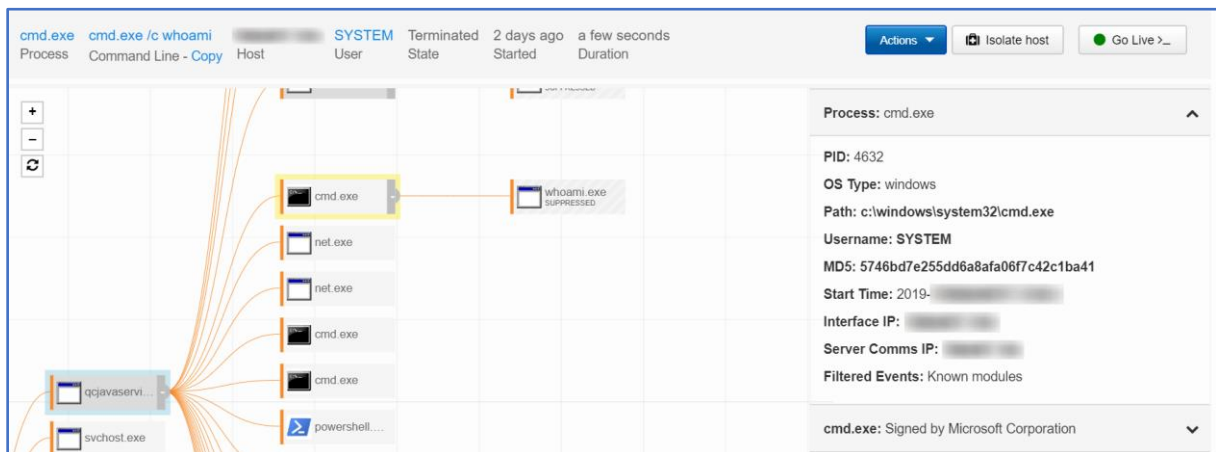 cmd.exe cmd.exe /c whoami SYSTEM Terminated 2 days ago a few seconds
Process Command Line - Copy Host User State Started Duration
Actions Isolate host Go Live >_
+
−
SUPPRESSED
cmd.exe
-
whoami.exe
SUPPRESSED
net.exe
net.exe
cmd.exe
cmd.exe
qcjavaservi...
-
powershell....
svchost.exe
Process: cmd.exe
PID: 4632
OS Type: windows
Path: c:\windows\system32\cmd.exe
Username: SYSTEM
MD5: 5746bd7e255dd6a8afa06f7c42c1ba41
Start Time: 2019-
Interface IP:
Server Comms IP:
Filtered Events: Known modules
cmd.exe: Signed by Microsoft Corporation